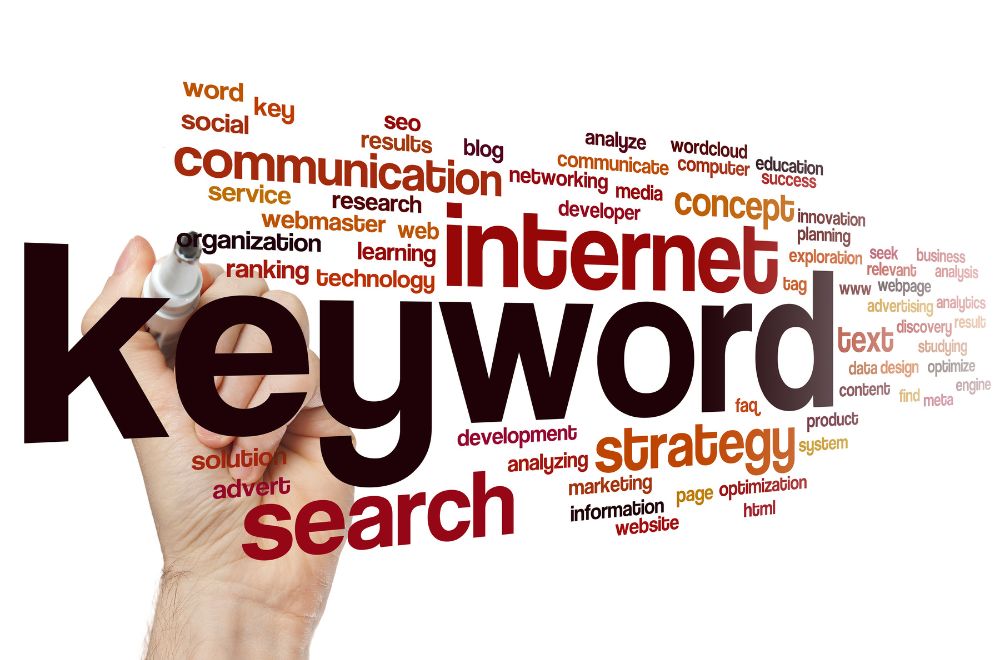 word
key
social
seo
results
blog
analyze
wordcloud
education
communication
networking
communicate
computer
success
service
research
media
concept
webmaster
web
developer
innovation
organization
learning
internet
planning
ranking
technology
exploration
seek
business
relevant
analysis
tag
www
webpage
advertising
analytics
keyword
text
discovery
result
studying
data
design
optimize
content
find
meta
engine
faq
product
development
strategy
system
solution
analyzing
advert
marketing
page
optimization
search
information
html
website